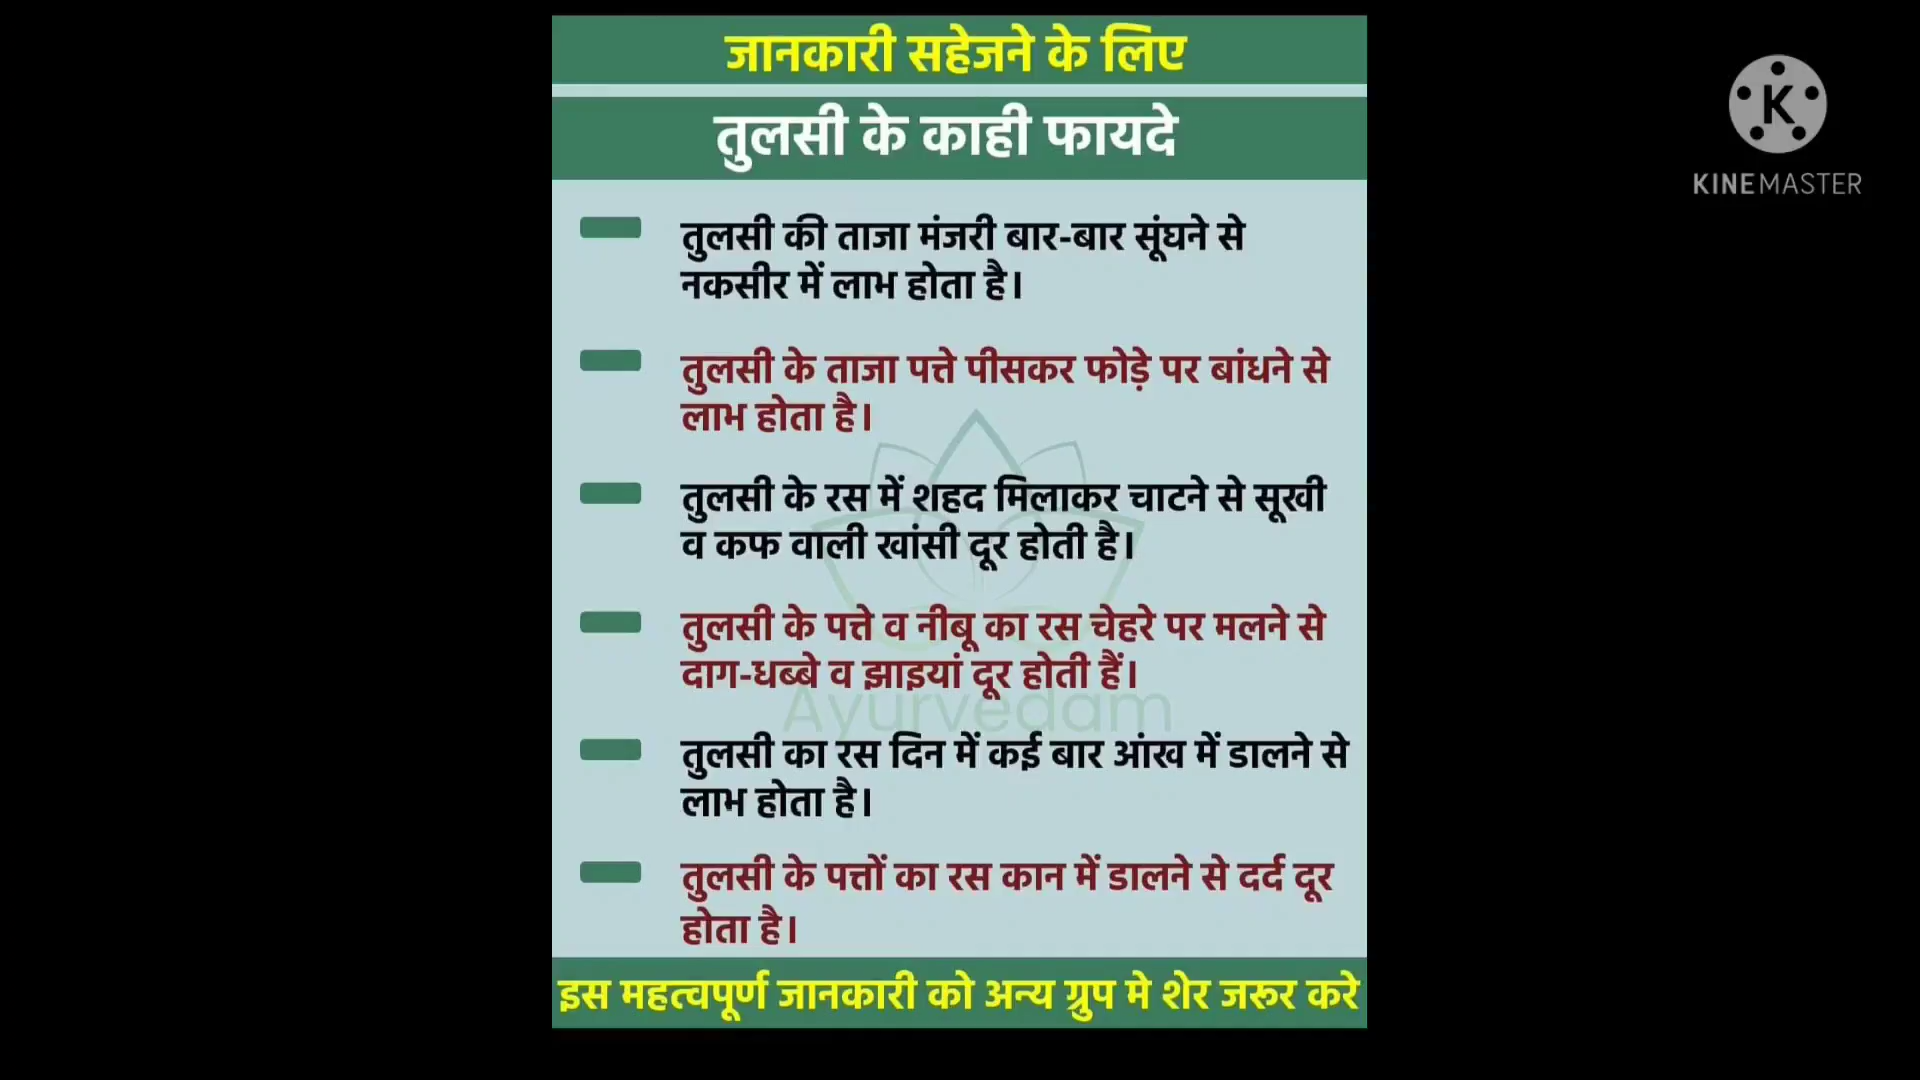 जानकारी सहेजने के लिए
तुलसी के काही फायदे
KINEMASTER
तुलसी की ताजा मंजरी बार-बार सूंघने से
नकसीर में लाभ होता है।
तुलसी के ताजा पत्ते पीसकर फोड़े पर बांधने से
लाभ होता है।
तुलसी के रस में शहद मिलाकर चाटने से सूखी
व कफ वाली खांसी दूर होती है।
तुलसी के पत्ते व नीबू का रस चेहरे पर मलने से
दाग-धब्बे व झाइयां दूर होती हैं।
Ayurvedam
तुलसी का रस दिन में कई बार आंख में डालने से
लाभ होता है।
तुलसी के पत्तों का रस कान में डालने से दर्द दूर
होता है।
इस महत्वपूर्ण जानकारी को अन्य ग्रुप मे शेर जरूर करे